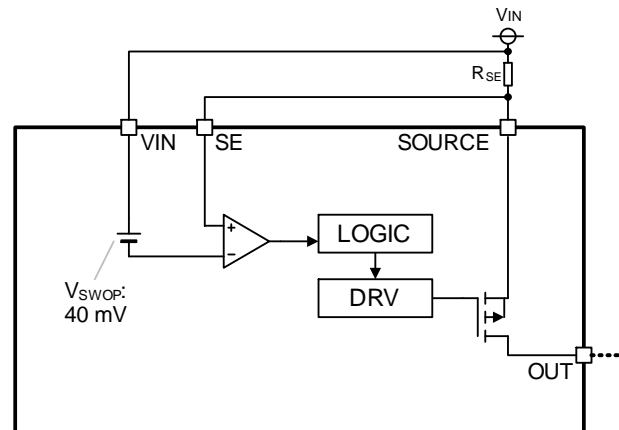 VIN
RSE
VIN
SE
SOURCE
+
−
LOGIC
DRV
VSWOP:
40 mV
OUT